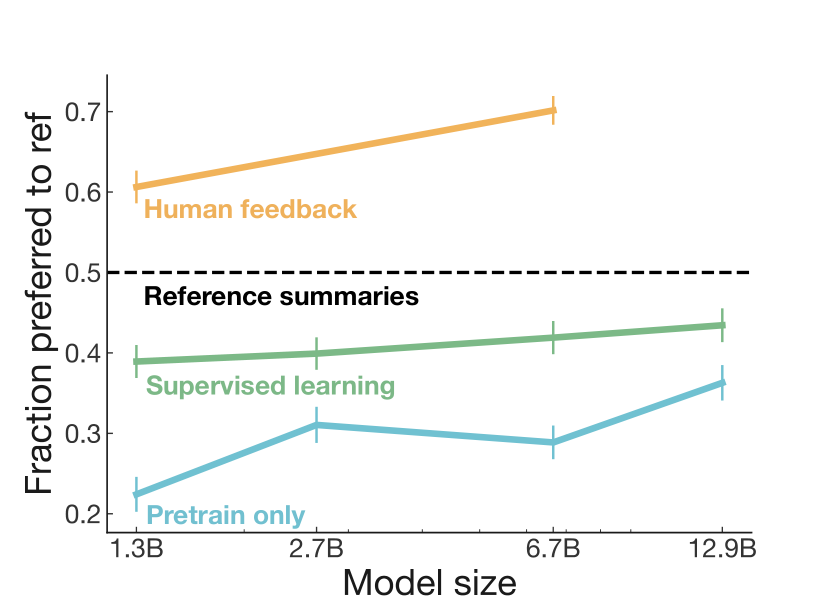 Fraction preferred to ref
0.7
0.6
0.5
0.4
0.3
0.2
Human feedback
Reference summaries
Supervised learning
Pretrain only
1.3B
2.7B
6.7B
12.9B
Model size